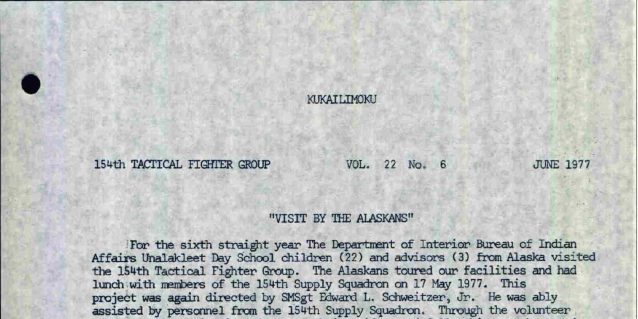 KUKAILIMOKU
154th TACTICAL FIGHTER GROUP VOL. 22 No. 6 JUNE 1977
"VISIT BY THE ALASKANS"
For the sixth straight year The Department of Interior Bureau of Indian
Affairs Unalakleet Day School children (22) and advisors (3) from Alaska visited
the 154th Tactical Fighter Group. The Alaskans toured our facilities and had
lunch with members of the 154th Supply Squadron on 17 May 1977. This
project was again directed by SMSgt Edward L. Schweitzer, Jr. He was ably
assisted by personnel from the 154th Supply Squadron. Through the volunteer